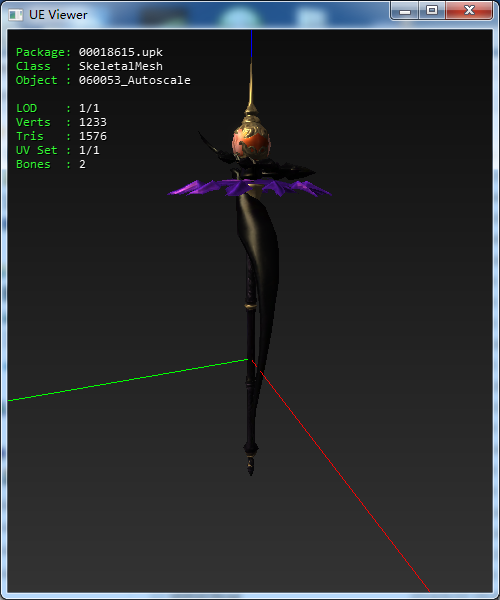 UE Viewer
Package: 00018615.upk
Class : SkeletalMesh
Object : 060053_Autoscale
LOD : 1/1
Verts : 1233
Tris : 1576
UV Set : 1/1
Bones : 2